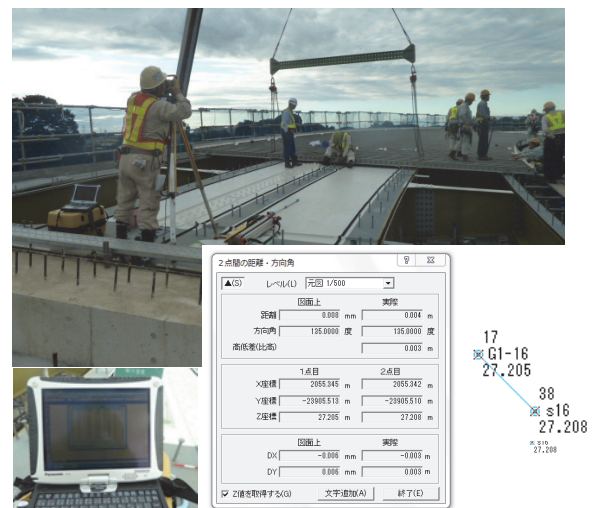 2点間の距離・方向角
▲(S) レベル(L) 元図 1/500
図面上 実際
距離 0.008 mm 0.004 m
方向角 135.0000 度 135.0000 度
高低差(比高) 0.003 m
1点目 2点目
X座標 2055.345 m 2055.342 m
Y座標 -23905.513 m -23905.510 m
Z座標 27.205 m 27.208 m
図面上 実際
DX -0.006 mm -0.003 m
DY 0.006 mm 0.003 m
Z値を取得する(G) 文字追加(A) 終了(E)
17
G1-16
27.205
38
s16
27.208
s16
27.208
Panasonic